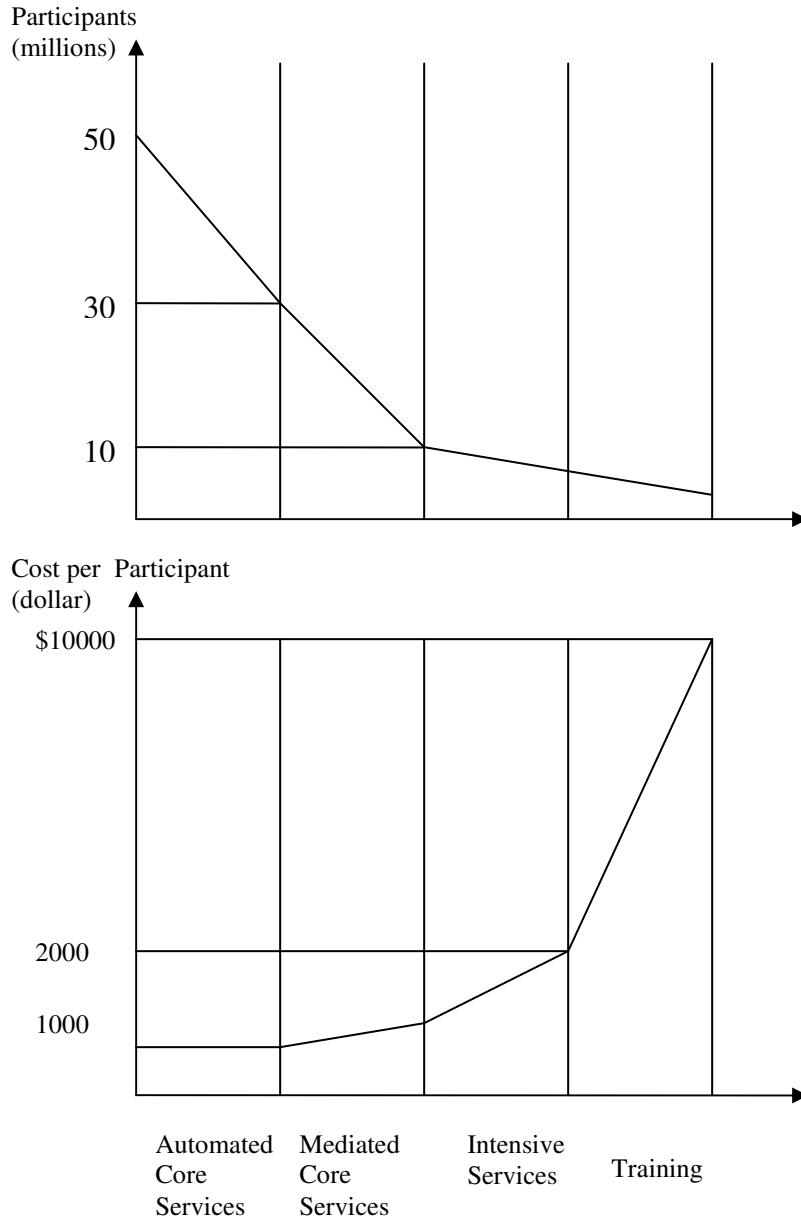 Participants
(millions)
50
30
10
Cost per Participant
(dollar)
$10000
2000
1000
Automated
Core
Services
Mediated
Core
Services
Intensive
Services
Training